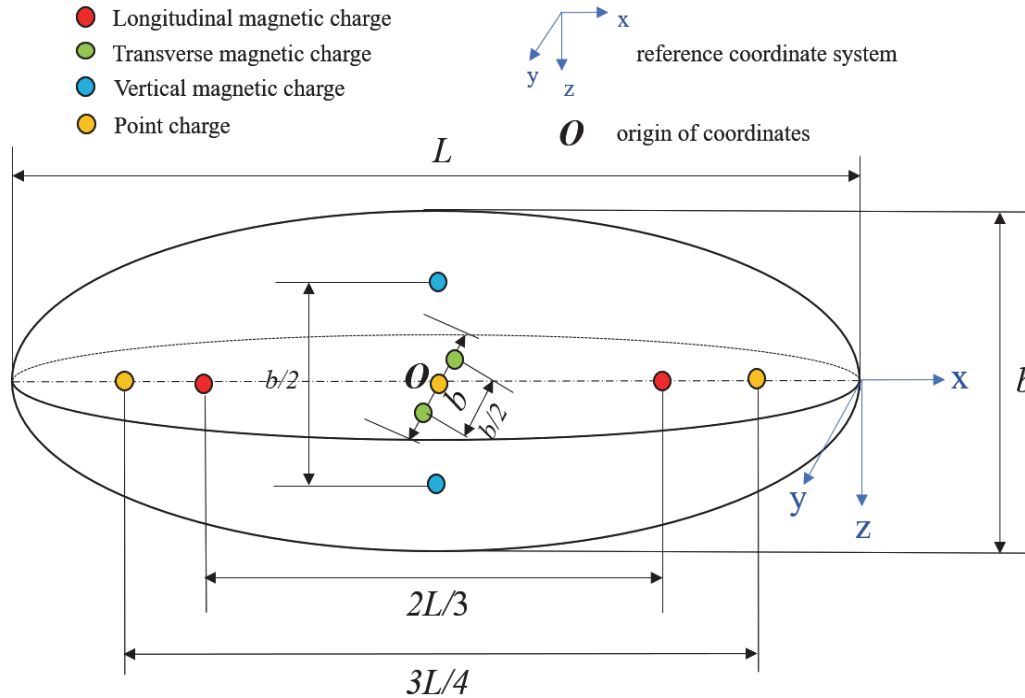 Longitudinal magnetic charge
Transverse magnetic charge
Vertical magnetic charge
Point charge
x
y
z
reference coordinate system
O
origin of coordinates
L
b/2
O
b
b/2
b
x
y
z
2L/3
3L/4